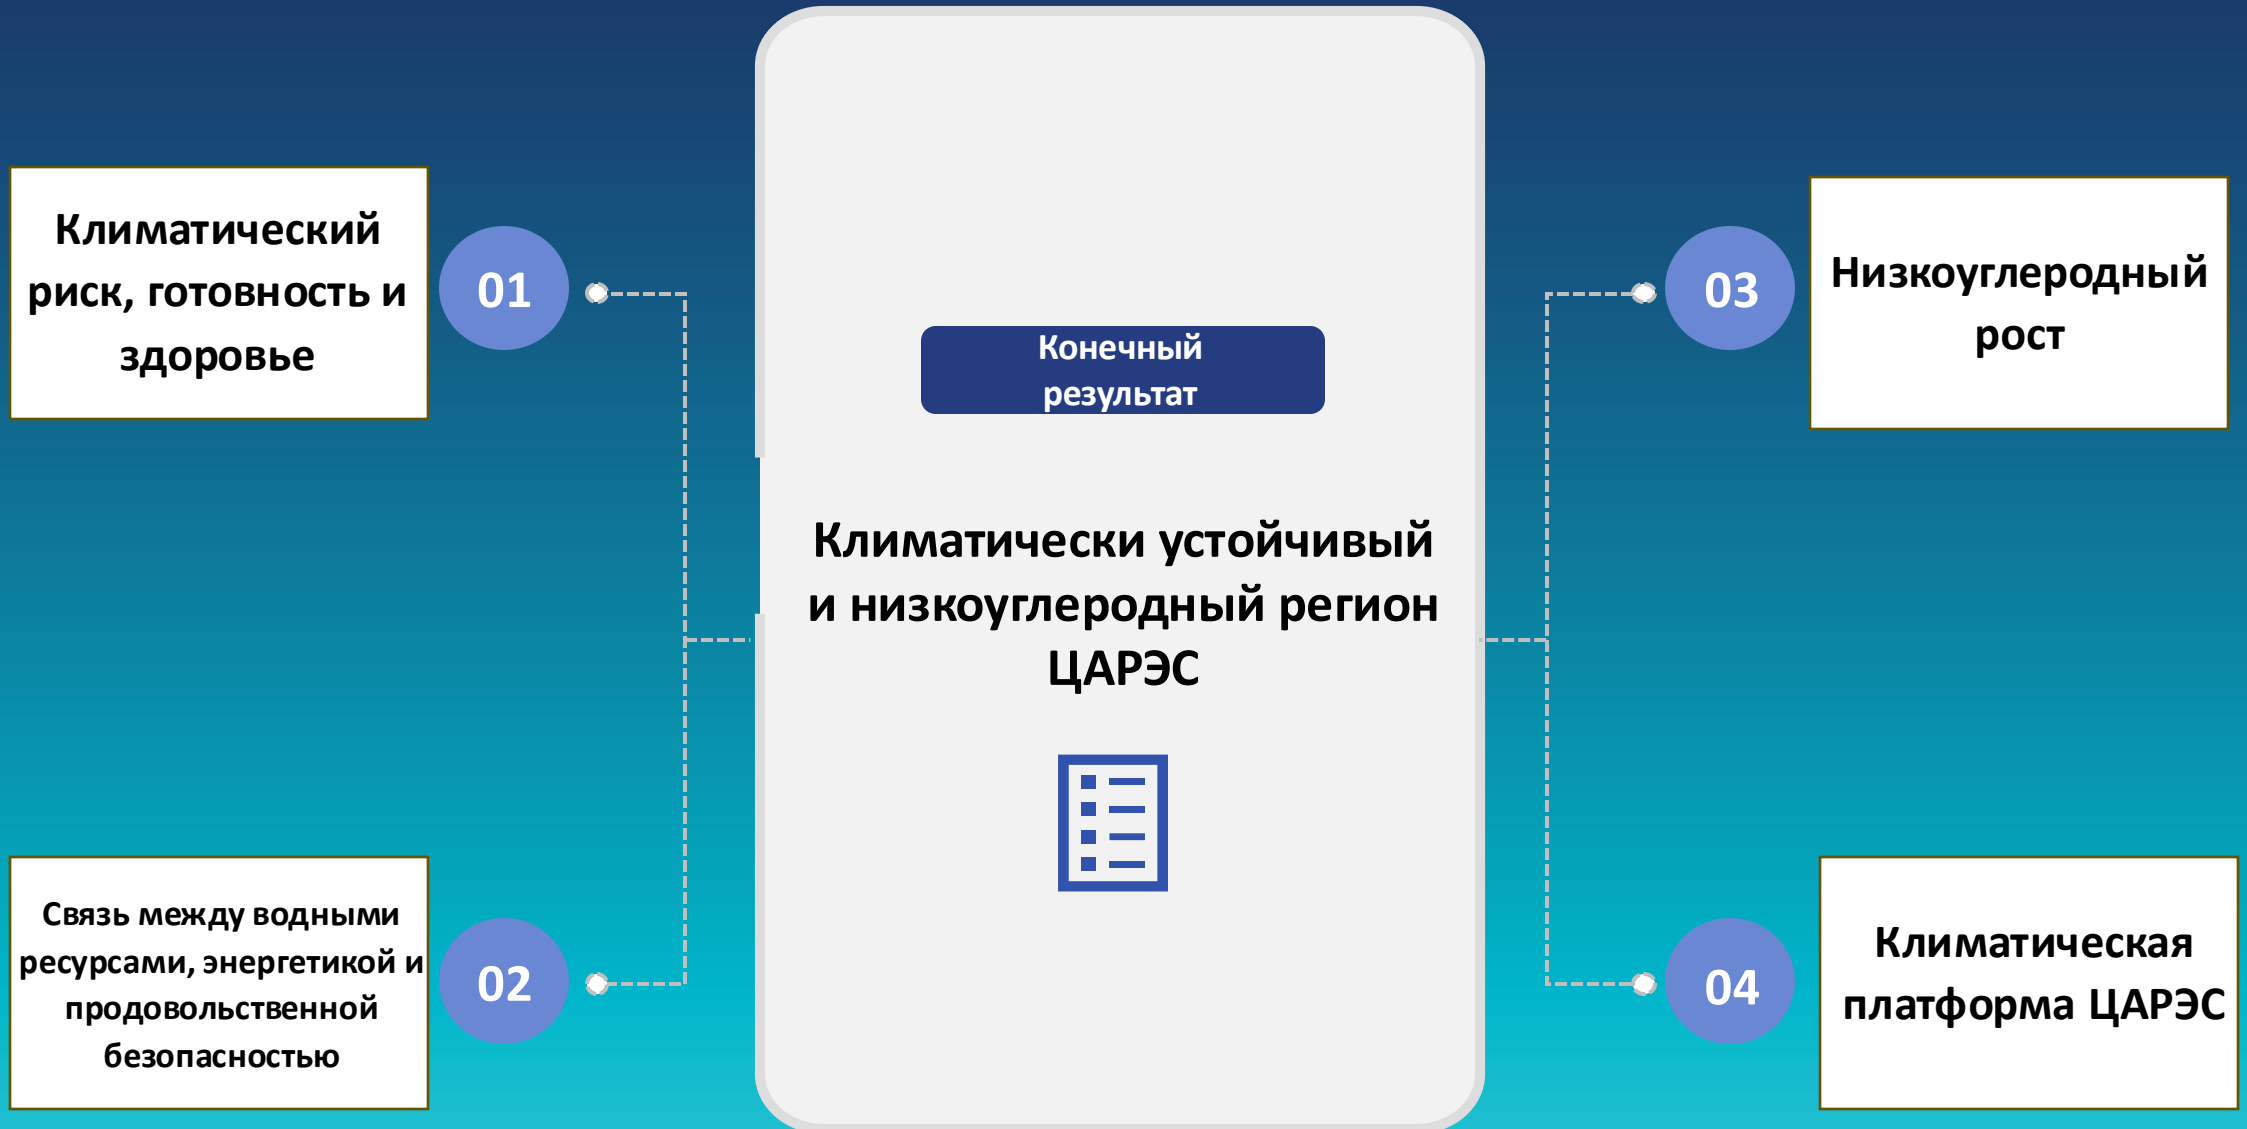 Климатический
риск, готовность и
здоровье
01
Связь между водными
ресурсами, энергетикой и
продовольственной
безопасностью
02
Конечный
результат
Климатически устойчивый
и низкоуглеродный регион
ЦАРЭС
03
Низкоуглеродный
рост
04
Климатическая
платформа ЦАРЭС